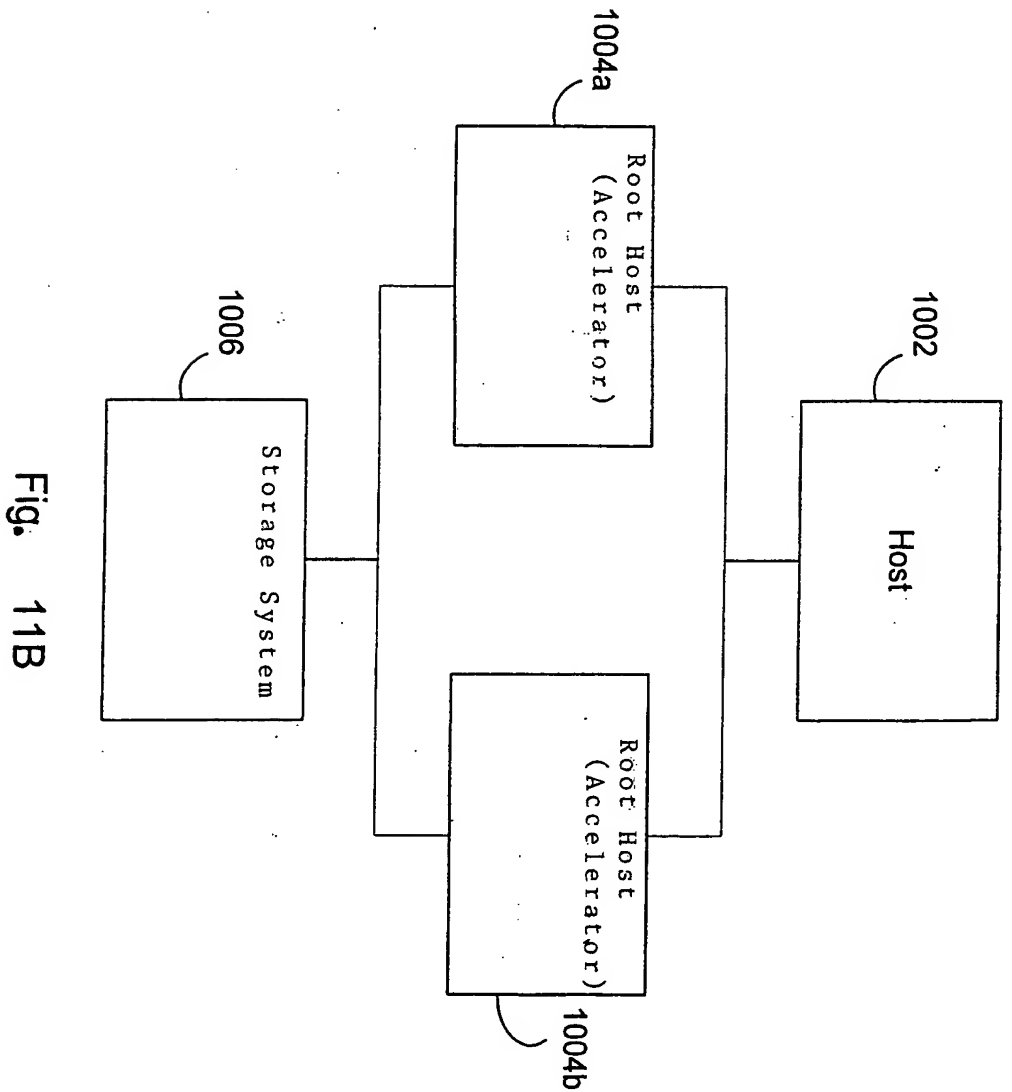 1002
Host
1004a
Root Host
(Accelerator)
Root Host
(Accelerator)
1004b
1006
Storage System
Fig. 11B